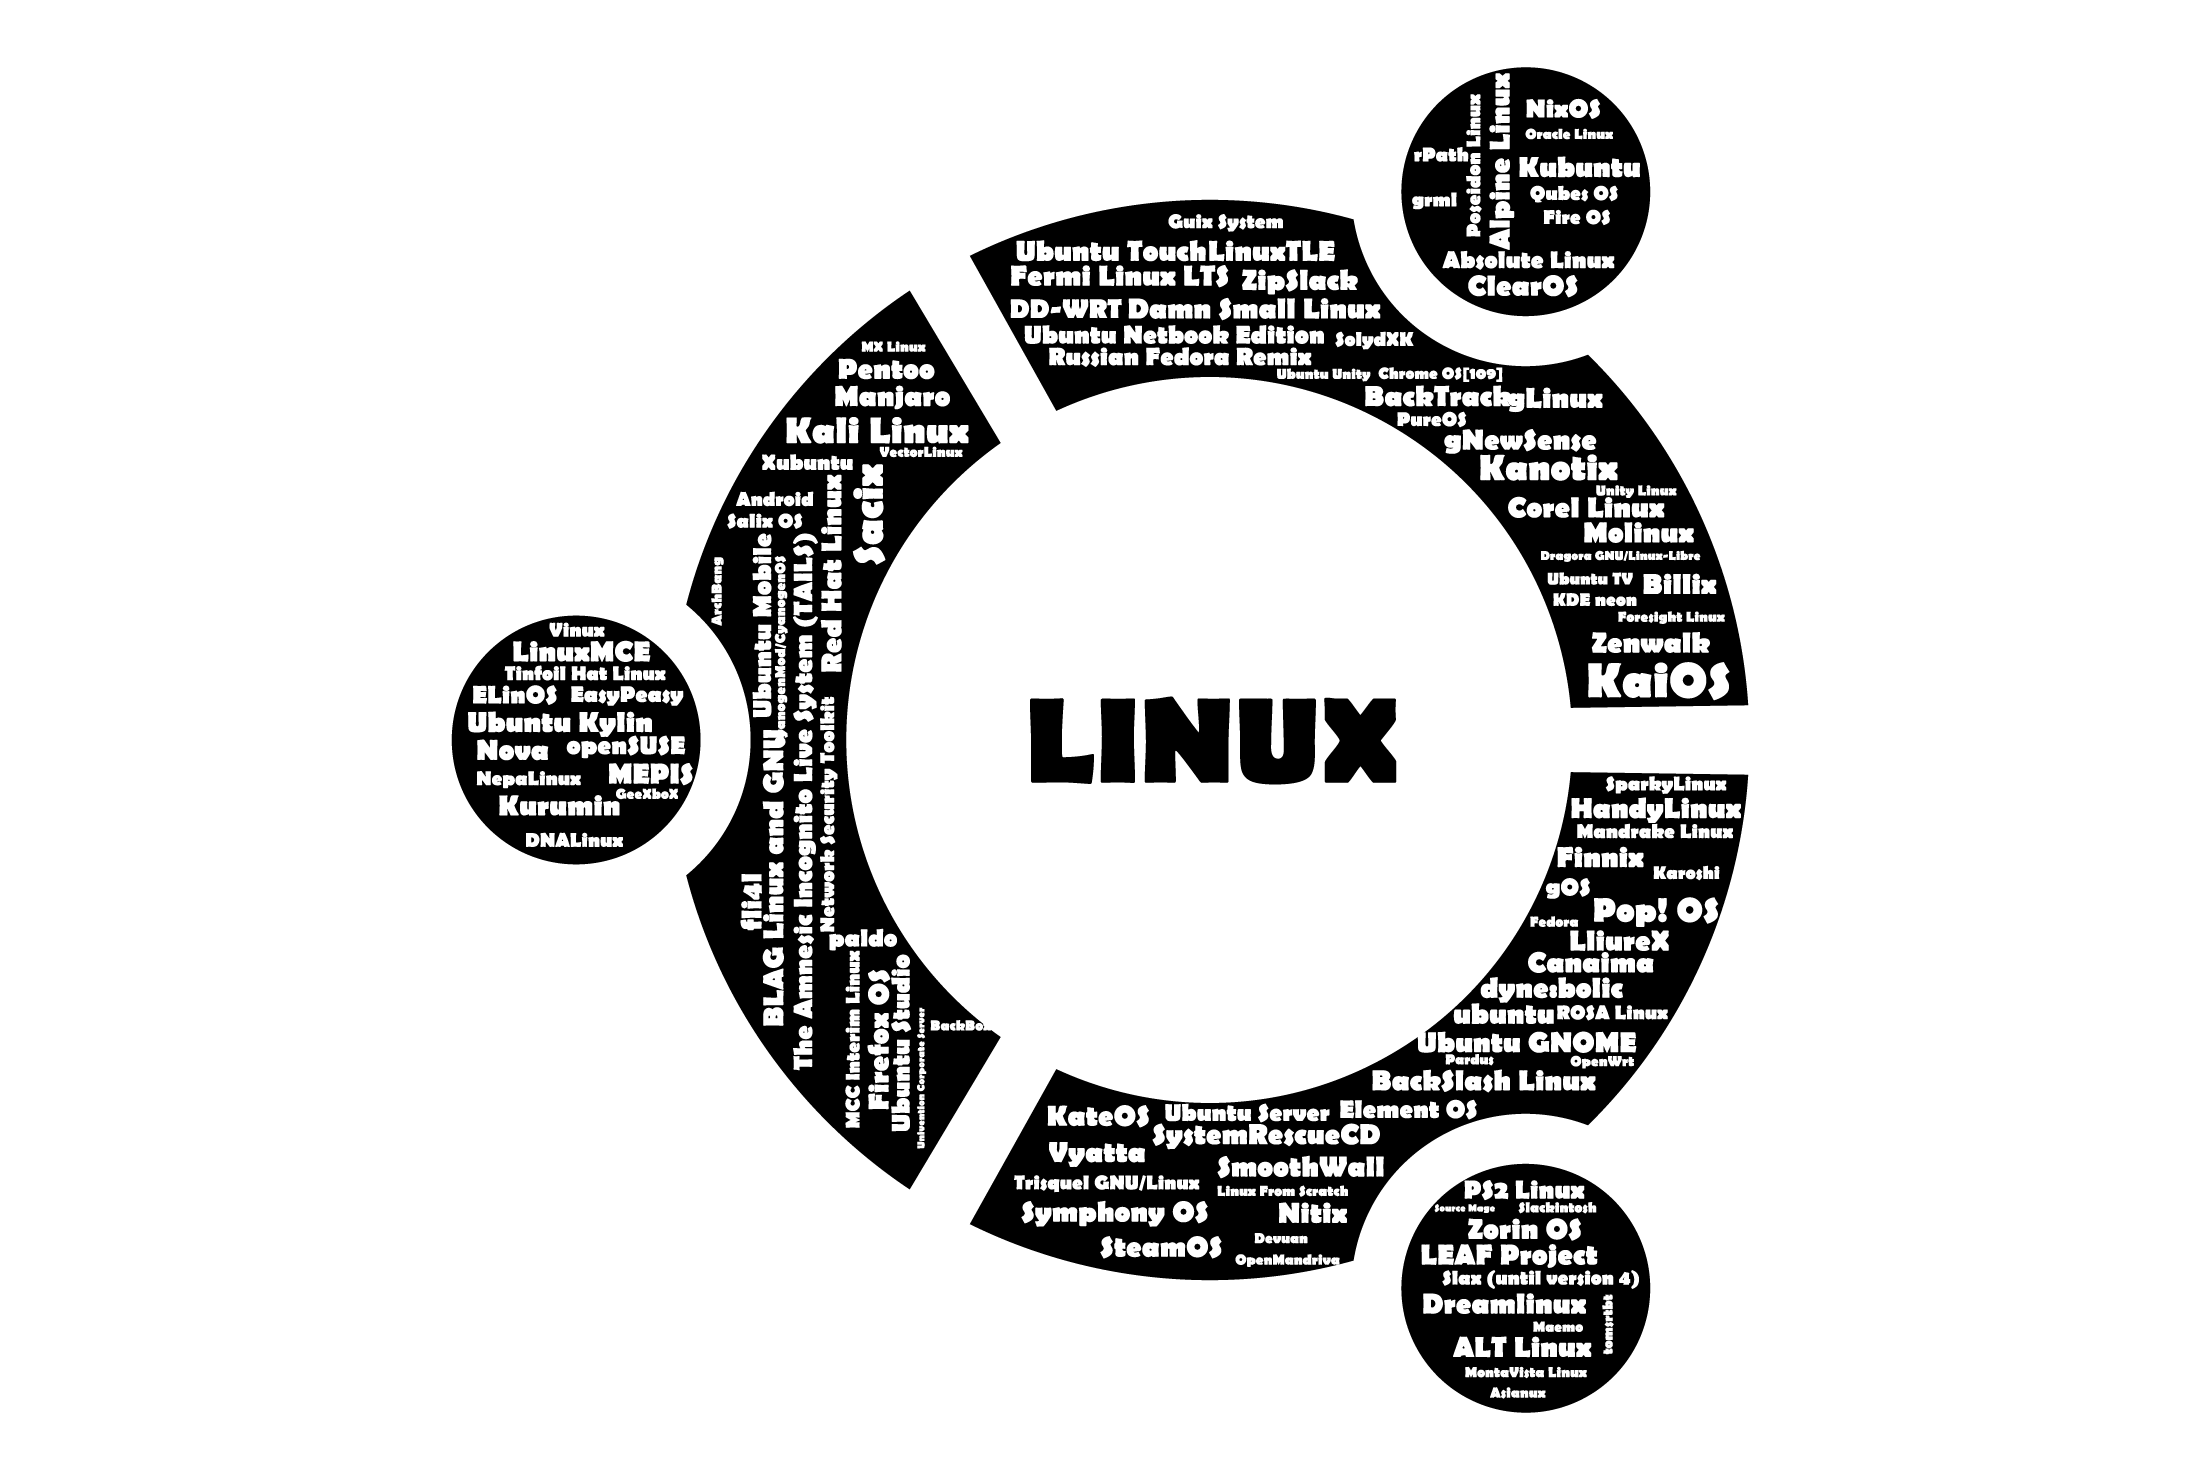 NixOS
Oracle Linux
Poseidon Linux
Alpine Linux
rPath
Kubuntu
grml
Qubes OS
Fire OS
Absolute Linux
ClearOS
Guix System
Ubuntu Touch LinuxTLE
Fermi Linux LTS ZipSlack
DD-WRT Damn Small Linux
Ubuntu Netbook Edition SolydXK
Russian Fedora Remix
Ubuntu Unity Chrome OS[109]
BackTrack gLinux
PureOS
gNewSense
Kanotix
Unity Linux
Corel Linux
Molinux
Dragora GNU/Linux-Libre
Ubuntu TV Billix
KDE neon
Foresight Linux
Zenwalk
KaiOS
MX Linux
Pentoo
Manjaro
Kali Linux
VectorLinux
Xubuntu
Sacix
Android
Red Hat Linux
Salix OS
ArchBang
Ubuntu Mobile
anogenMod/CyanogenOS
The Amnesic Incognito Live System (TAILS)
BLAG Linux and GNU
Network Security Toolkit
fli4l
paldo
MCC Interim Linux
Firefox OS
Ubuntu Studio
Univention Corporate Server
BackBox
Vinux
LinuxMCE
Tinfoil Hat Linux
ELinOS EasyPeasy
Ubuntu Kylin
Nova openSUSE
NepaLinux MEPIS
GeeXboX
Kurumin
DNALinux
LINUX
SparkyLinux
HandyLinux
Mandrake Linux
Finnix
Karoshi
gOS
Pop! OS
Fedora
LliureX
Canaima
dyne:bolic
ubuntu ROSA Linux
Ubuntu GNOME
Pardus OpenWrt
BackSlash Linux
KateOS Ubuntu Server Element OS
SystemRescueCD
Vyatta
SmoothWall
Trisquel GNU/Linux
Linux From Scratch
Symphony OS Nitix
Devuan
SteamOS
OpenMandriva
PS2 Linux
Source Mage Slackintosh
Zorin OS
LEAF Project
Slax (until version 4)
Dreamlinux
tomsrtbt
Maemo
ALT Linux
MontaVista Linux
Asianux